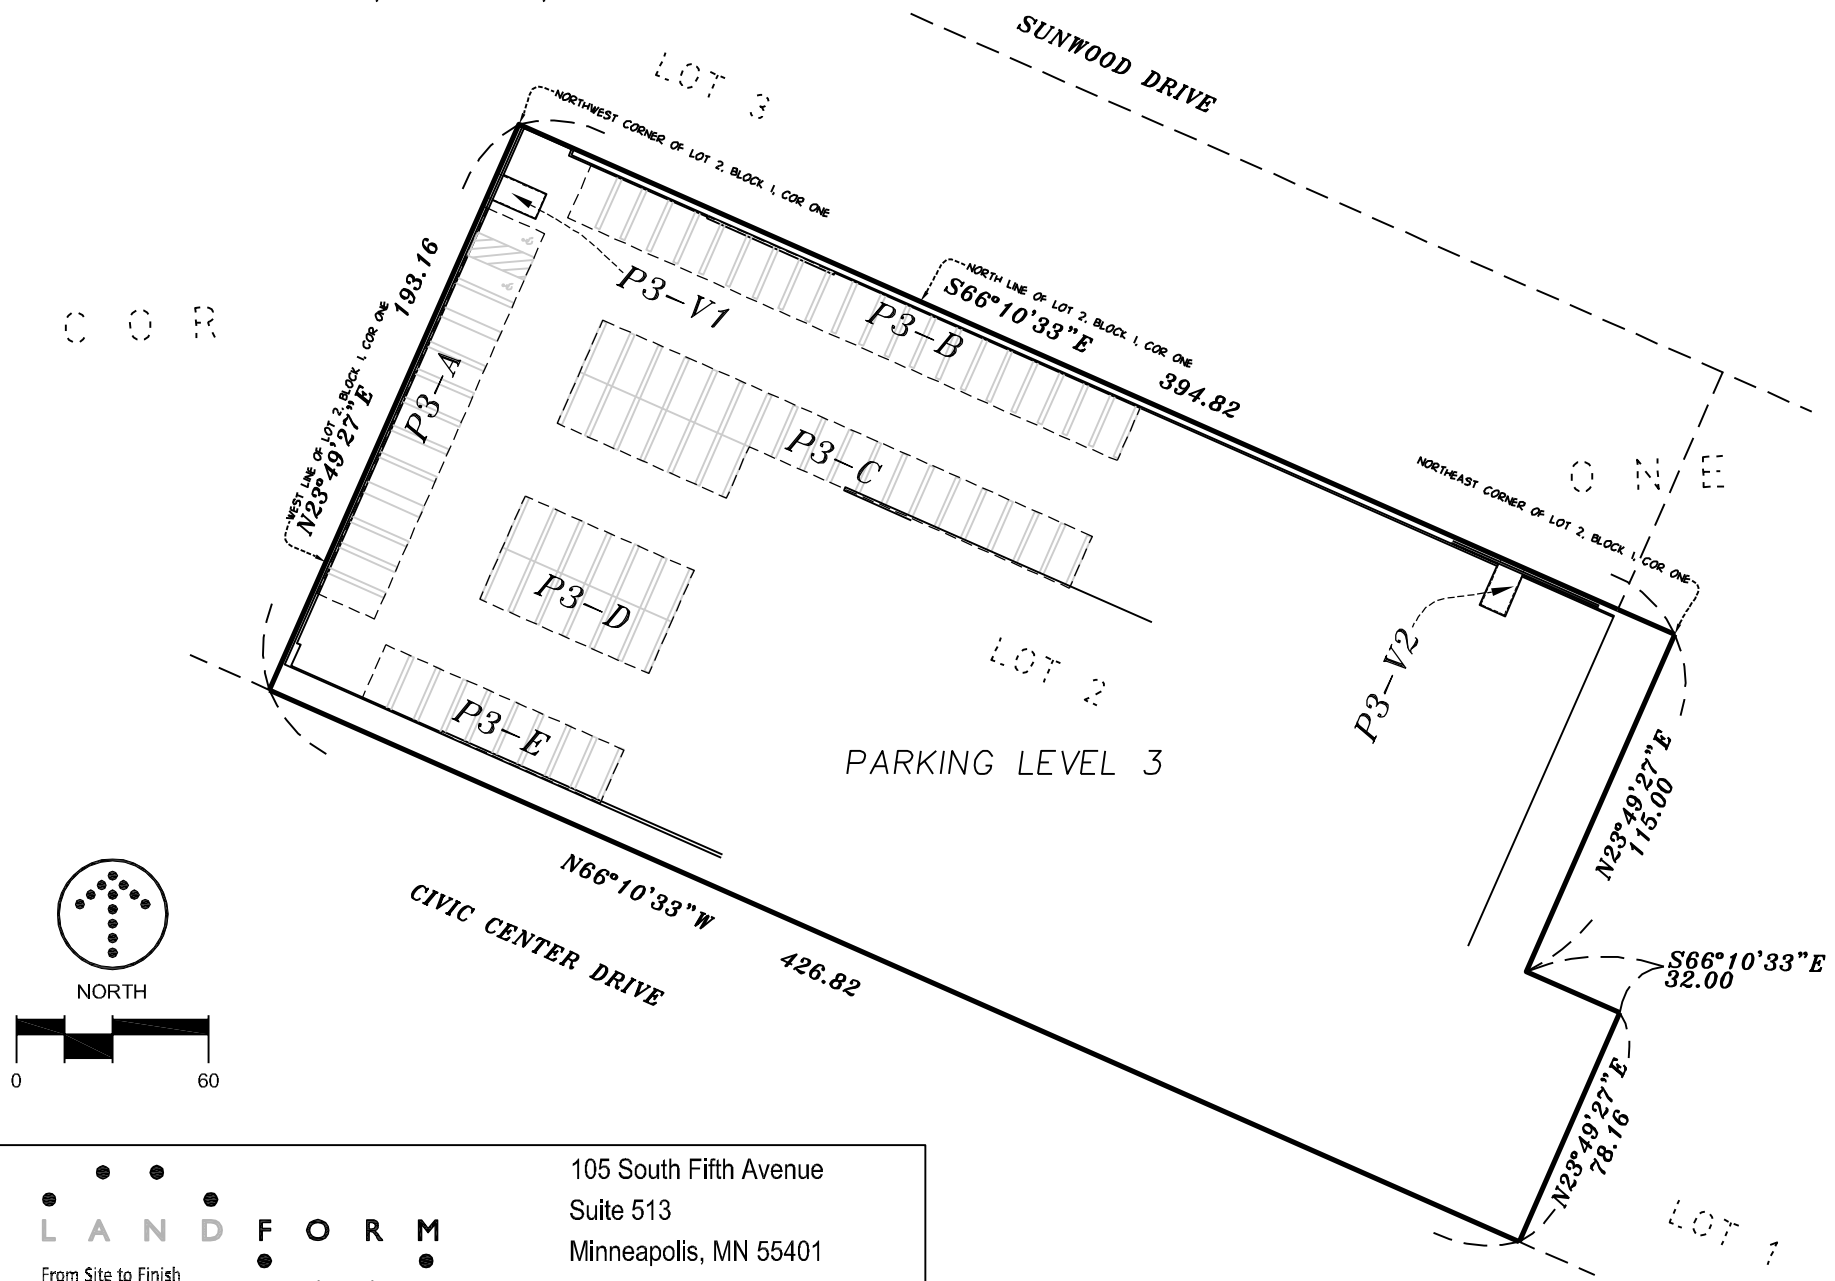 SUNWOOD DRIVE
LOT 3
NORTHWEST CORNER OF LOT 2, BLOCK 1, COR ONE
P3-V1
NORTH LINE OF LOT 2, BLOCK 1, COR ONE
S66°10'33"E
394.82
P3-B
193.16
C O R
WEST LINE OF LOT 2, BLOCK 1, COR ONE
N23°49'27"E
P3-A
P3-C
NORTHEAST CORNER OF LOT 2, BLOCK 1, COR ONE
O N E
P3-D
LOT 2
P3-V2
P3-E
PARKING LEVEL 3
N23°49'27"E
115.00
N66°10'33"W
426.82
CIVIC CENTER DRIVE
S66°10'33"E
32.00
NORTH
0 60
N23°49'27"E
78.16
LOT 1
LANDFORM
From Site to Finish
105 South Fifth Avenue
Suite 513
Minneapolis, MN 55401